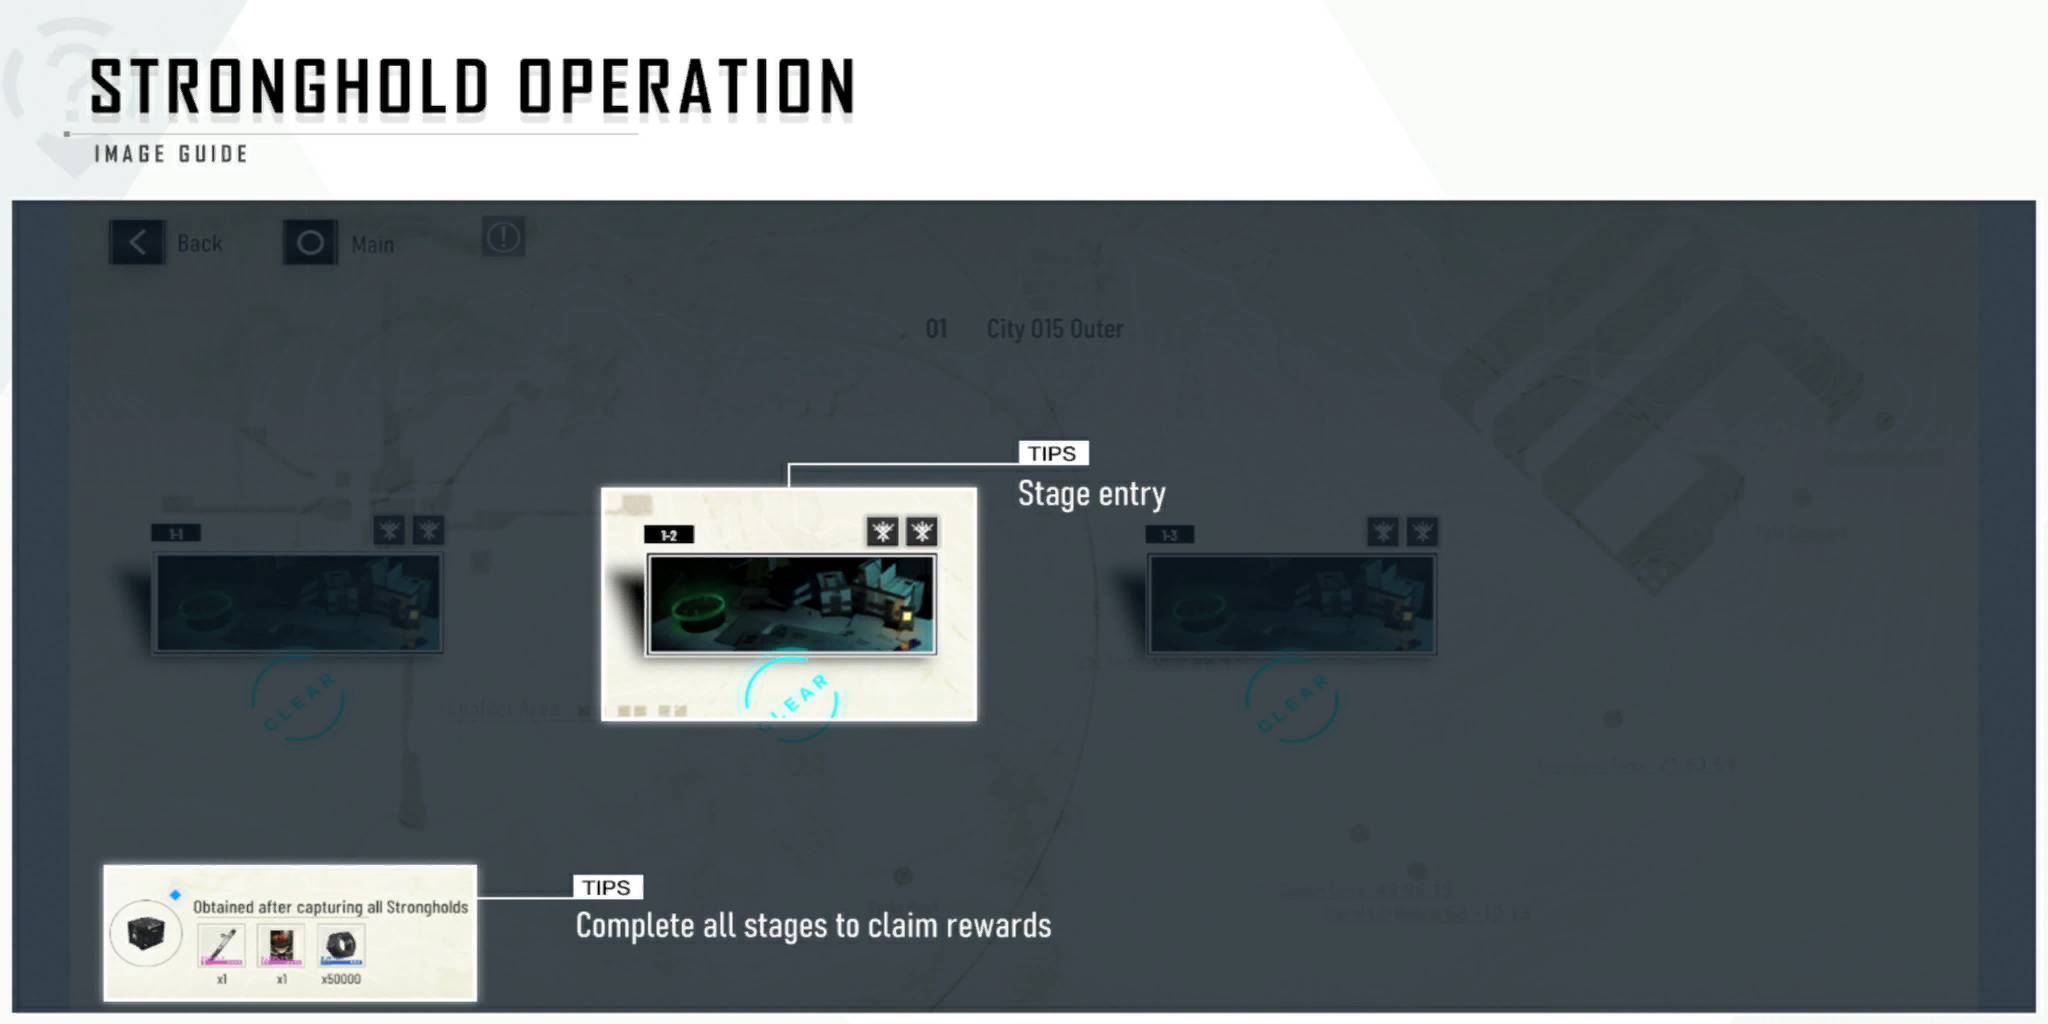 STRONGHOLD OPERATION
IMAGE GUIDE
Back
Main
01 City 015 Outer
TIPS
Stage entry
1-1
1-2
1-3
CLEAR
CLEAR
CLEAR
Conflict Area
Obtained after capturing all Strongholds
x1
x1
x50000
TIPS
Complete all stages to claim rewards